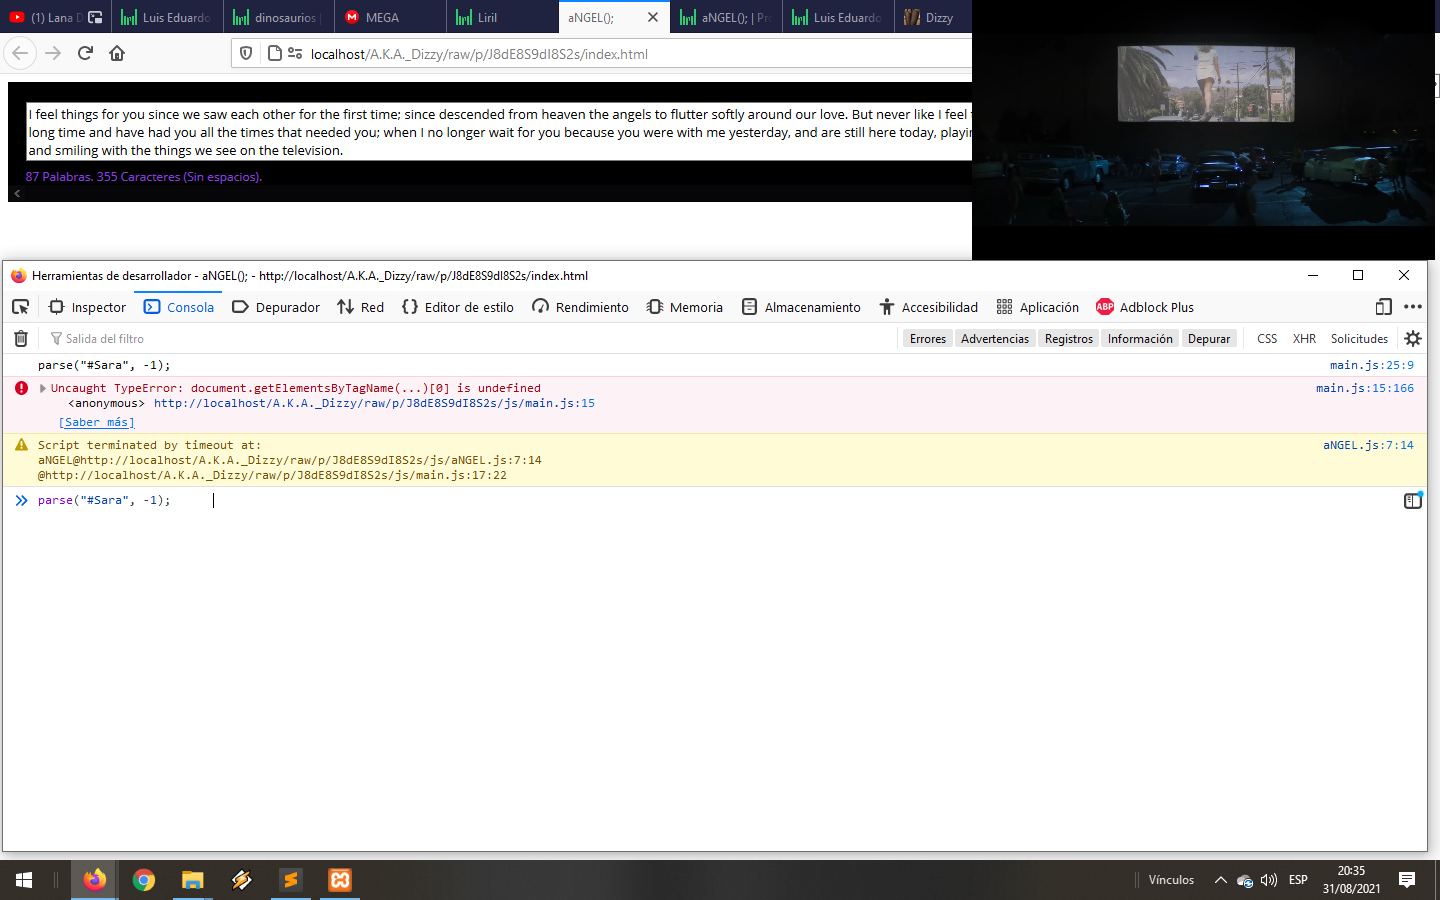 (1) Lana D
Luis Eduardo
dinosaurios |
MEGA
Liril
aNGEL();
aNGEL(); | Pr
Luis Eduardo
Dizzy
localhost/A.K.A._Dizzy/raw/p/J8dE8S9dI8S2s/index.html
I feel things for you since we saw each other for the first time; since descended from heaven the angels to flutter softly around our love. But never like I feel
long time and have had you all the times that needed you; when I no longer wait for you because you were with me yesterday, and are still here today, playin
and smiling with the things we see on the television.
87 Palabras. 355 Caracteres (Sin espacios).
Herramientas de desarrollador - aNGEL(); - http://localhost/A.K.A._Dizzy/raw/p/J8dE8S9dI8S2s/index.html
Inspector
Consola
Depurador
Red
Editor de estilo
Rendimiento
Memoria
Almacenamiento
Accesibilidad
Aplicación
ABP
Adblock Plus
Salida del filtro
Errores
Advertencias
Registros
Información
Depurar
CSS
XHR
Solicitudes
parse("#Sara", -1); main.js:25:9
Uncaught TypeError: document.getElementsByTagName(...)[0] is undefined main.js:15:166
<anonymous> http://localhost/A.K.A._Dizzy/raw/p/J8dE8S9dI8S2s/js/main.js:15
[Saber más]
Script terminated by timeout at: aNGEL.js:7:14
aNGEL@http://localhost/A.K.A._Dizzy/raw/p/J8dE8S9dI8S2s/js/aNGEL.js:7:14
@http://localhost/A.K.A._Dizzy/raw/p/J8dE8S9dI8S2s/js/main.js:17:22
parse("#Sara", -1);
Vínculos
ESP
20:35
31/08/2021